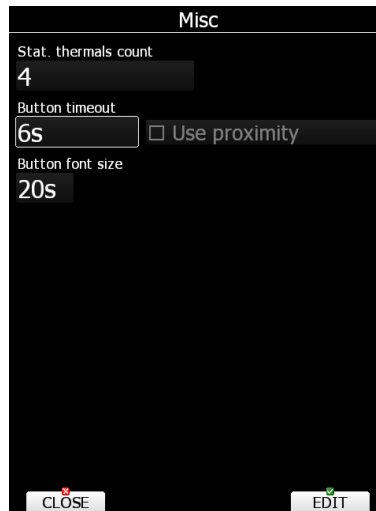 Misc
Stat. thermals count
4
Button timeout
6s
Use proximity
Button font size
20s
CLOSE
EDIT